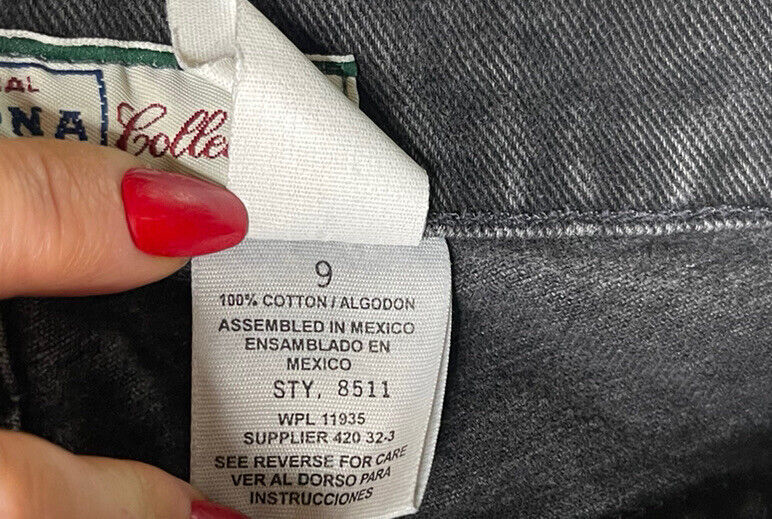 Colle
9
100% COTTON / ALGODON
ASSEMBLED IN MEXICO
ENSAMBLADO EN
MEXICO
STY, 8511
WPL 11935
SUPPLIER 420 32-3
SEE REVERSE FOR CARE
VER AL DORSO PARA
INSTRUCCIONES